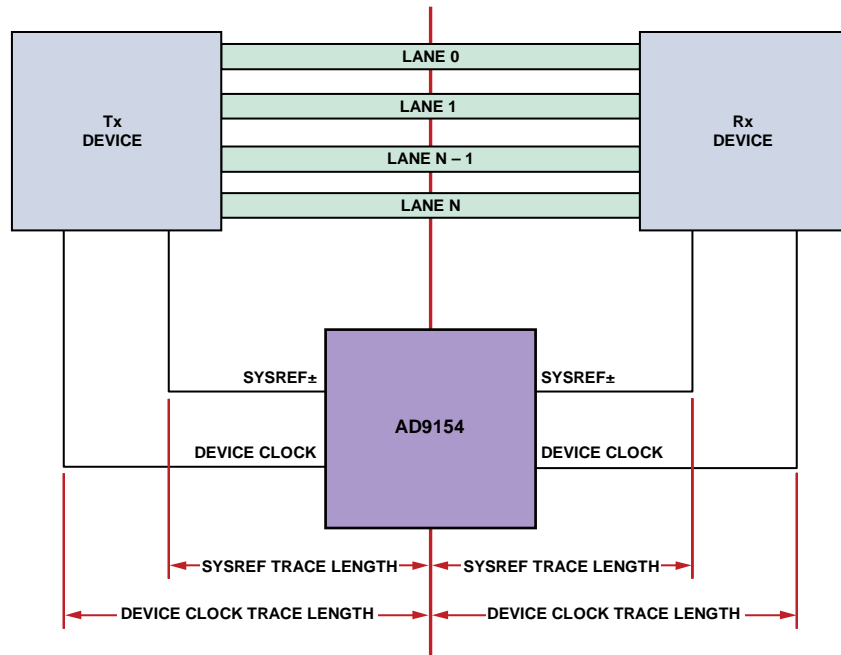 LANE 0
LANE 1
LANE N – 1
LANE N
Tx
DEVICE
Rx
DEVICE
SYSREF±
SYSREF±
AD9154
DEVICE CLOCK
DEVICE CLOCK
SYSREF TRACE LENGTH
SYSREF TRACE LENGTH
DEVICE CLOCK TRACE LENGTH
DEVICE CLOCK TRACE LENGTH